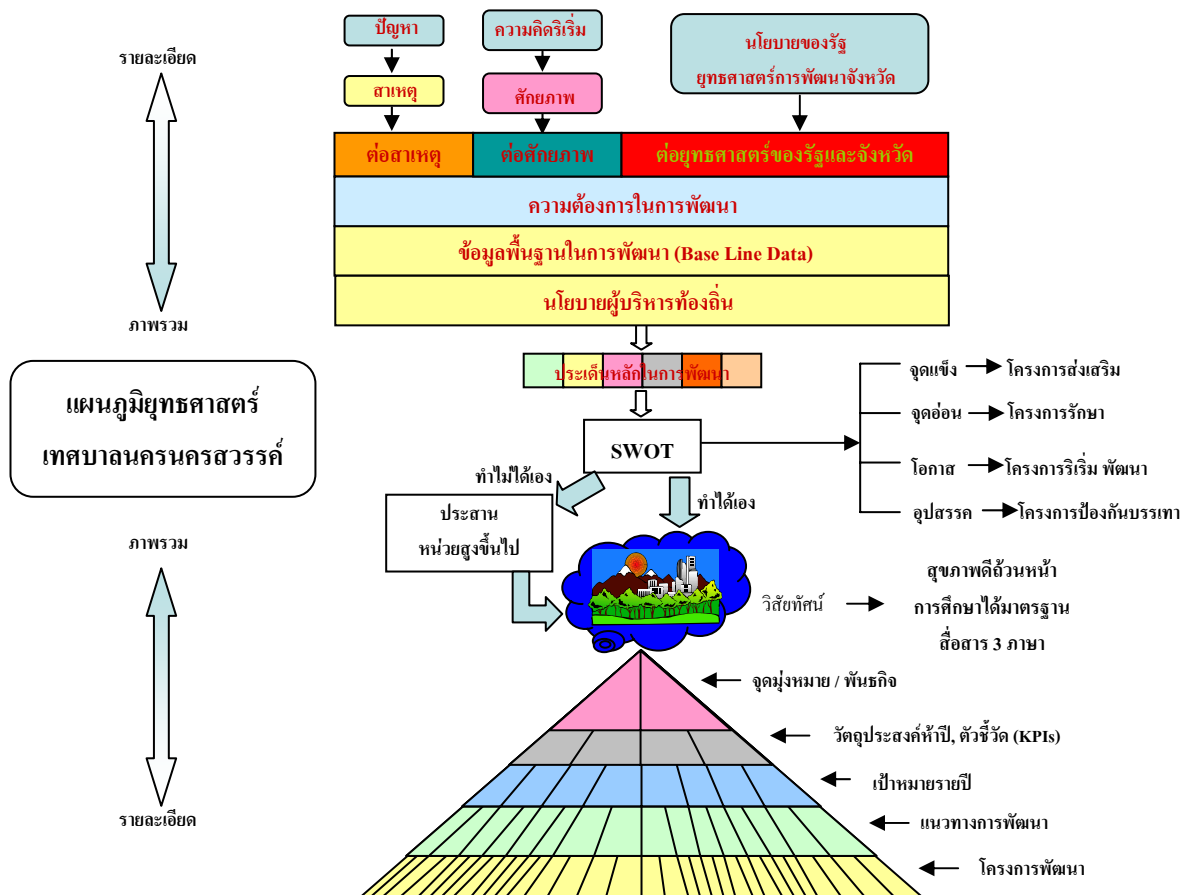 ปัญหา
ความคิดริเริ่ม
นโยบายของรัฐ
ยุทธศาสตร์การพัฒนาจังหวัด
รายละเอียด
สาเหตุ
ศักยภาพ
ต่อสาเหตุ
ต่อศักยภาพ
ต่อยุทธศาสตร์ของรัฐและจังหวัด
ความต้องการในการพัฒนา
ข้อมูลพื้นฐานในการพัฒนา (Base Line Data)
นโยบายผู้บริหารท้องถิ่น
ภาพรวม
ประเด็นหลักในการพัฒนา
แผนภูมิยุทธศาสตร์
เทศบาลนครนครสวรรค์
SWOT
จุดแข็ง
โครงการส่งเสริม
จุดอ่อน
โครงการรักษา
โอกาส
โครงการริเริ่ม พัฒนา
อุปสรรค
โครงการป้องกันบรรเทา
ทำไม่ได้เอง
ทำได้เอง
ประสาน
หน่วยสูงขึ้นไป
ภาพรวม
วิสัยทัศน์
สุขภาพดีถ้วนหน้า
การศึกษาได้มาตรฐาน
สื่อสาร 3 ภาษา
จุดมุ่งหมาย / พันธกิจ
วัตถุประสงค์ห้าปี, ตัวชี้วัด (KPIs)
เป้าหมายรายปี
แนวทางการพัฒนา
โครงการพัฒนา
รายละเอียด